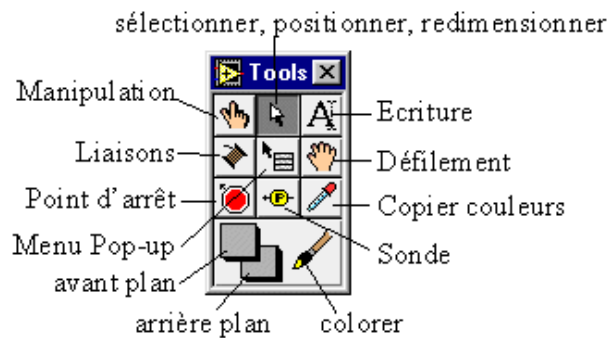 sélectionner, positionner, redimensionner
Tools
Manipulation
Ecriture
Liaisons
Défilement
Point d'arrêt
Copier couleurs
Menu Pop-up
Sonde
avant plan
arrière plan
colorer